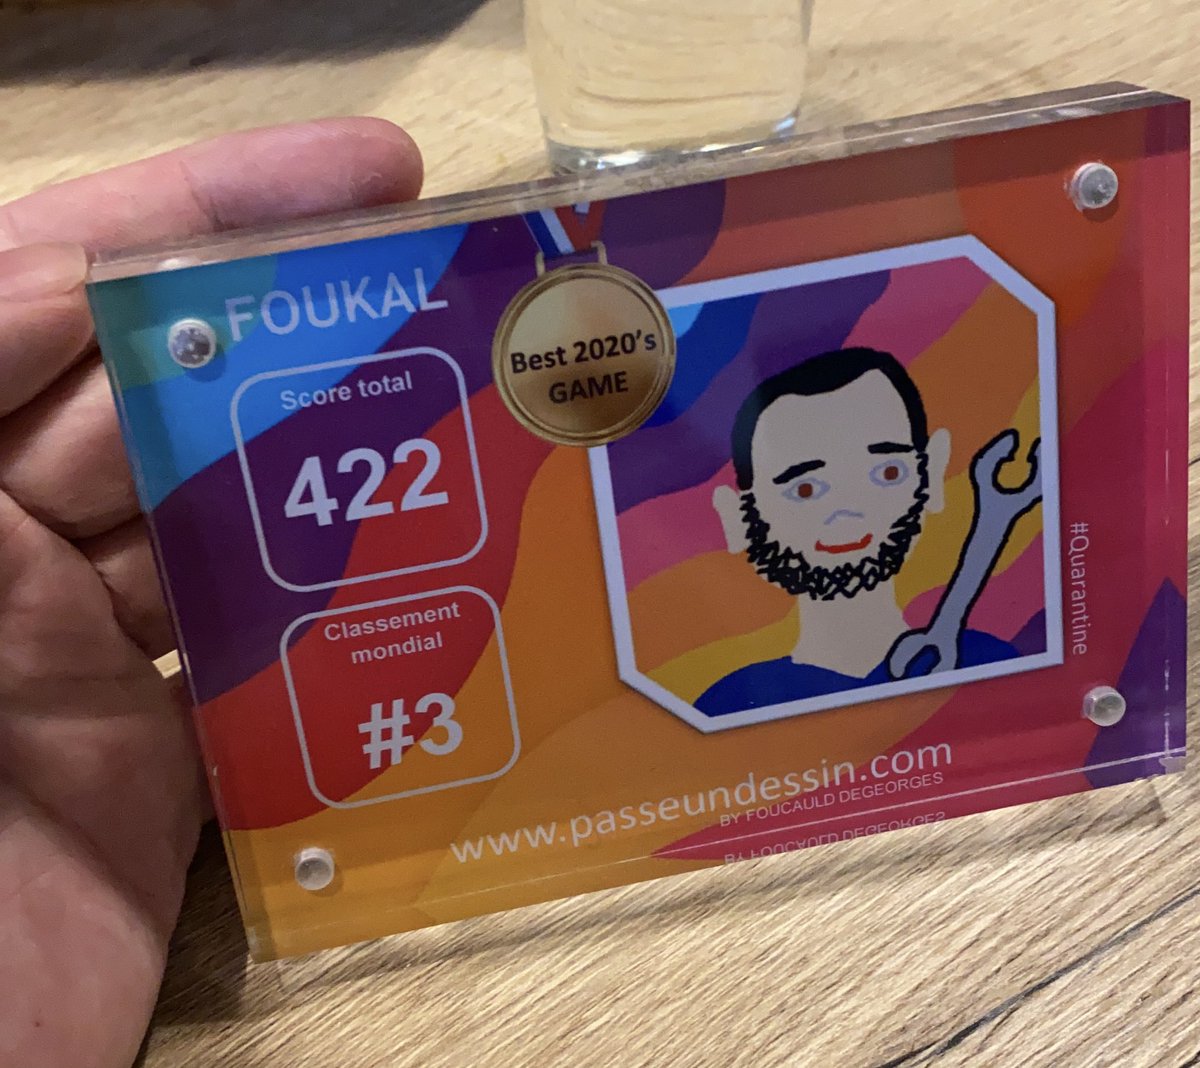 FOUKAL
Score total
422
Classement
mondial
#3
Best 2020's
GAME
#Quarantine
www.passeundessin.com
BY FOUCAULD DEGEORGES